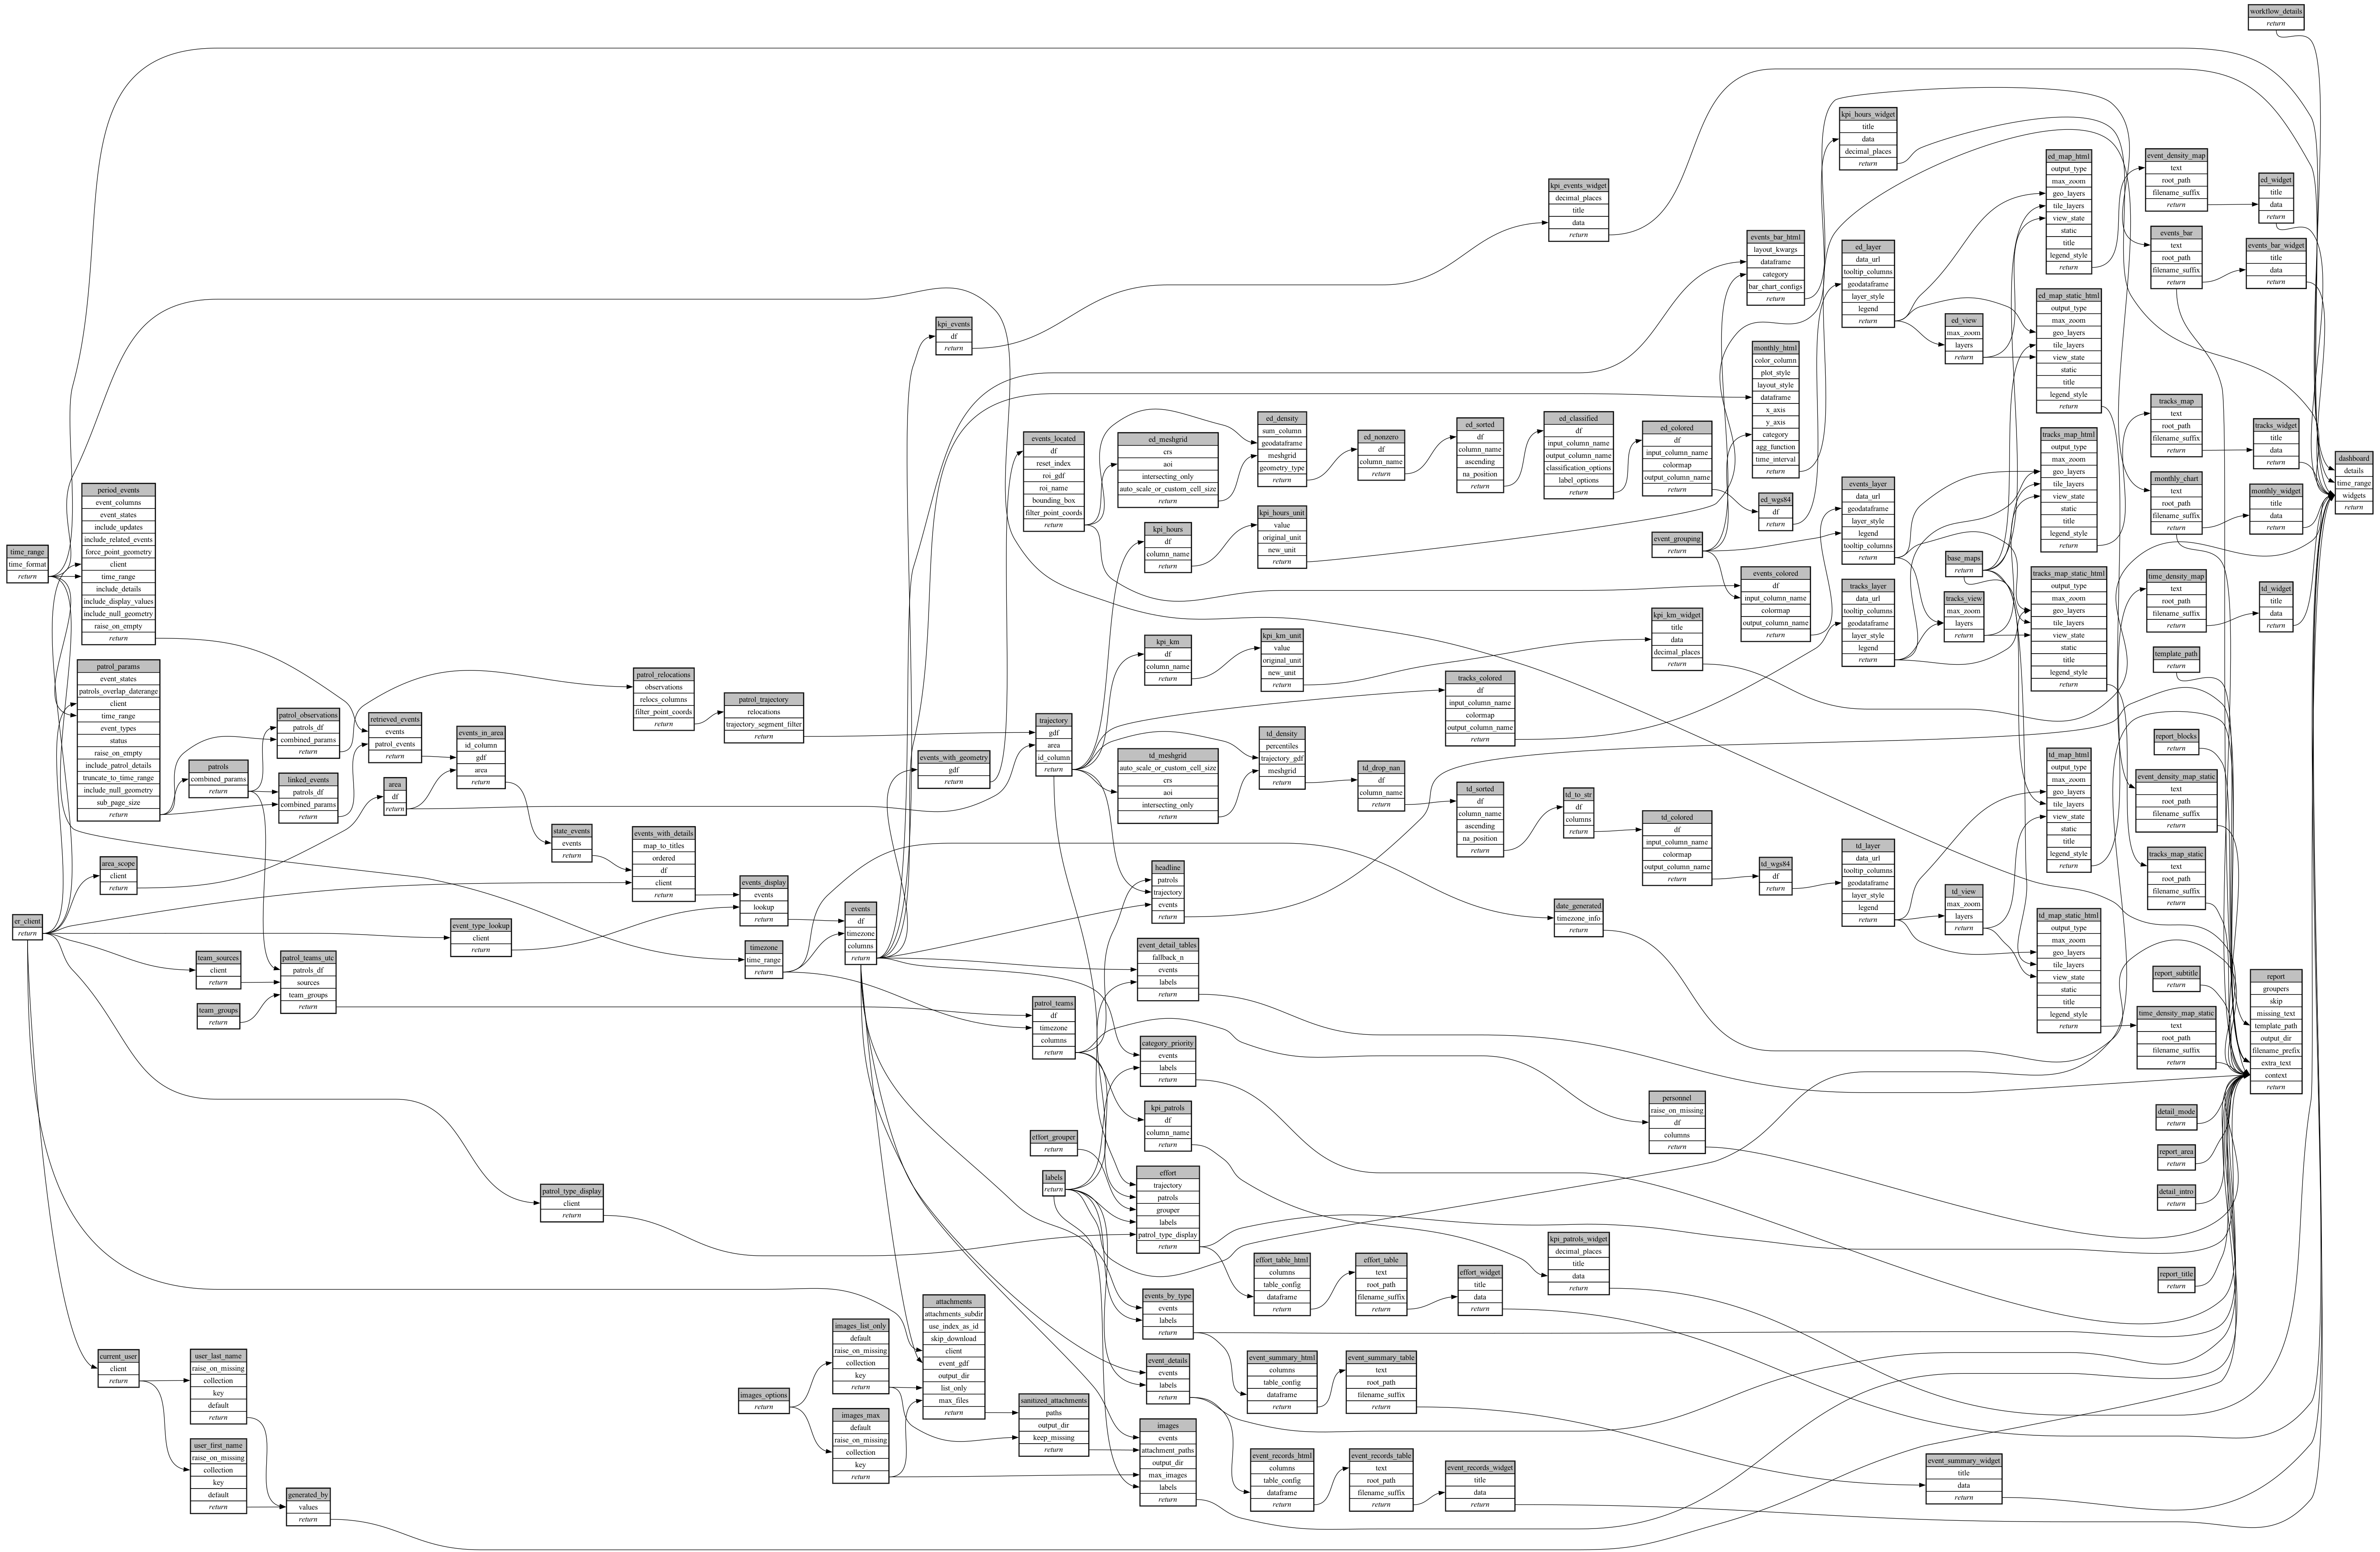 workflow_details
return
time_range
time_format
return
er_client
return
period_events
event_columns
event_states
include_updates
include_related_events
force_point_geometry
client
time_range
include_details
include_display_values
include_null_geometry
raise_on_empty
return
patrol_params
event_states
patrols_overlap_daterange
client
time_range
event_types
status
raise_on_empty
include_patrol_details
truncate_to_time_range
include_null_geometry
sub_page_size
return
area_scope
client
return
current_user
client
return
patrols
combined_params
return
team_sources
client
return
team_groups
return
user_last_name
raise_on_missing
collection
key
default
return
user_first_name
raise_on_missing
collection
key
default
return
patrol_observations
patrols_df
combined_params
return
linked_events
patrols_df
combined_params
return
patrol_teams_utc
patrols_df
sources
team_groups
return
generated_by
values
return
retrieved_events
events
patrol_events
return
area
df
return
events_in_area
id_column
gdf
area
return
event_type_lookup
client
return
state_events
events
return
patrol_type_display
client
return
patrol_relocations
observations
relocs_columns
filter_point_coords
return
events_with_details
map_to_titles
ordered
df
client
return
patrol_trajectory
relocations
trajectory_segment_filter
return
events_display
events
lookup
return
timezone
time_range
return
images_options
return
events
df
timezone
columns
return
images_list_only
default
raise_on_missing
collection
key
return
images_max
default
raise_on_missing
collection
key
return
kpi_events
df
return
events_with_geometry
gdf
return
attachments
attachments_subdir
use_index_as_id
skip_download
client
event_gdf
output_dir
list_only
max_files
return
events_located
df
reset_index
roi_gdf
roi_name
bounding_box
filter_point_coords
return
trajectory
gdf
area
id_column
return
patrol_teams
df
timezone
columns
return
effort_grouper
return
labels
return
sanitized_attachments
paths
output_dir
keep_missing
return
ed_meshgrid
crs
aoi
intersecting_only
auto_scale_or_custom_cell_size
return
kpi_hours
df
column_name
return
kpi_km
df
column_name
return
td_meshgrid
auto_scale_or_custom_cell_size
crs
aoi
intersecting_only
return
headline
patrols
trajectory
events
return
event_detail_tables
fallback_n
events
labels
return
category_priority
events
labels
return
kpi_patrols
df
column_name
return
effort
trajectory
patrols
grouper
labels
patrol_type_display
return
events_by_type
events
labels
return
event_details
events
labels
return
images
events
attachment_paths
output_dir
max_images
labels
return
ed_density
sum_column
geodataframe
meshgrid
geometry_type
return
kpi_hours_unit
value
original_unit
new_unit
return
kpi_km_unit
value
original_unit
new_unit
return
td_density
percentiles
trajectory_gdf
meshgrid
return
effort_table_html
columns
table_config
dataframe
return
event_summary_html
columns
table_config
dataframe
return
event_records_html
columns
table_config
dataframe
return
ed_nonzero
df
column_name
return
td_drop_nan
df
column_name
return
effort_table
text
root_path
filename_suffix
return
event_summary_table
text
root_path
filename_suffix
return
event_records_table
text
root_path
filename_suffix
return
ed_sorted
df
column_name
ascending
na_position
return
tracks_colored
df
input_column_name
colormap
output_column_name
return
td_sorted
df
column_name
ascending
na_position
return
effort_widget
title
data
return
event_records_widget
title
data
return
kpi_events_widget
decimal_places
title
data
return
ed_classified
df
input_column_name
output_column_name
classification_options
label_options
return
td_to_str
df
columns
return
date_generated
timezone_info
return
kpi_patrols_widget
decimal_places
title
data
return
ed_colored
df
input_column_name
colormap
output_column_name
return
event_grouping
return
kpi_km_widget
title
data
decimal_places
return
td_colored
df
input_column_name
colormap
output_column_name
return
personnel
raise_on_missing
df
columns
return
events_bar_html
layout_kwargs
dataframe
category
bar_chart_configs
return
monthly_html
color_column
plot_style
layout_style
dataframe
x_axis
y_axis
category
agg_function
time_interval
return
ed_wgs84
df
return
events_colored
df
input_column_name
colormap
output_column_name
return
td_wgs84
df
return
kpi_hours_widget
title
data
decimal_places
return
ed_layer
data_url
tooltip_columns
geodataframe
layer_style
legend
return
events_layer
data_url
geodataframe
layer_style
legend
tooltip_columns
return
tracks_layer
data_url
tooltip_columns
geodataframe
layer_style
legend
return
td_layer
data_url
tooltip_columns
geodataframe
layer_style
legend
return
ed_view
max_zoom
layers
return
base_maps
return
tracks_view
max_zoom
layers
return
td_view
max_zoom
layers
return
event_summary_widget
title
data
return
ed_map_html
output_type
max_zoom
geo_layers
tile_layers
view_state
static
title
legend_style
return
ed_map_static_html
output_type
max_zoom
geo_layers
tile_layers
view_state
static
title
legend_style
return
tracks_map_html
output_type
max_zoom
geo_layers
tile_layers
view_state
static
title
legend_style
return
tracks_map_static_html
output_type
max_zoom
geo_layers
tile_layers
view_state
static
title
legend_style
return
td_map_html
output_type
max_zoom
geo_layers
tile_layers
view_state
static
title
legend_style
return
td_map_static_html
output_type
max_zoom
geo_layers
tile_layers
view_state
static
title
legend_style
return
event_density_map
text
root_path
filename_suffix
return
events_bar
text
root_path
filename_suffix
return
tracks_map
text
root_path
filename_suffix
return
monthly_chart
text
root_path
filename_suffix
return
time_density_map
text
root_path
filename_suffix
return
template_path
return
report_blocks
return
event_density_map_static
text
root_path
filename_suffix
return
tracks_map_static
text
root_path
filename_suffix
return
report_subtitle
return
time_density_map_static
text
root_path
filename_suffix
return
detail_mode
return
report_area
return
detail_intro
return
report_title
return
ed_widget
title
data
return
events_bar_widget
title
data
return
tracks_widget
title
data
return
monthly_widget
title
data
return
td_widget
title
data
return
report
groupers
skip
missing_text
template_path
output_dir
filename_prefix
extra_text
context
return
dashboard
details
time_range
widgets
return